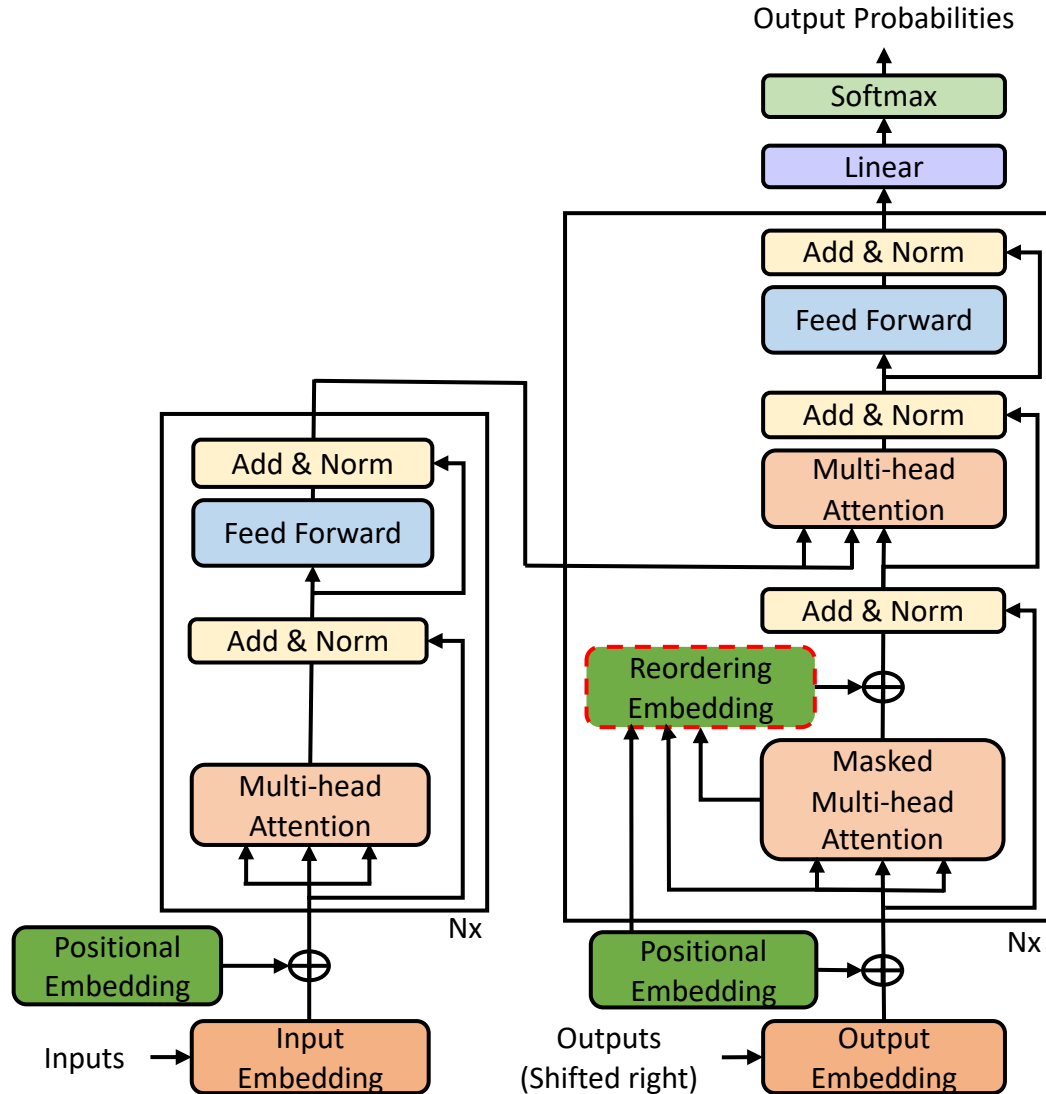 Output Probabilities
Softmax
Linear
Add & Norm
Feed Forward
Add & Norm
Multi-head
Attention
Add & Norm
Reordering
Embedding
Masked
Multi-head
Attention
Nx
Positional
Embedding
Outputs
(Shifted right)
Output
Embedding
Add & Norm
Feed Forward
Add & Norm
Multi-head
Attention
Nx
Positional
Embedding
Inputs
Input
Embedding